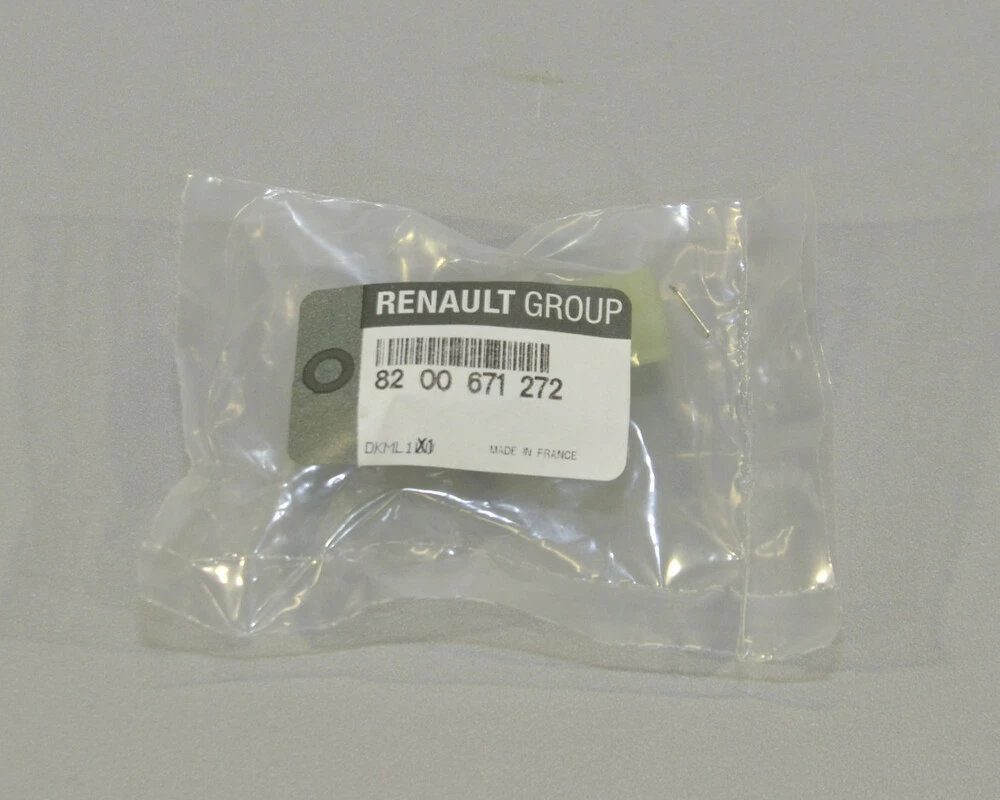 RENAULT GROUP
82 00 671 272
MADE IN FRANCE